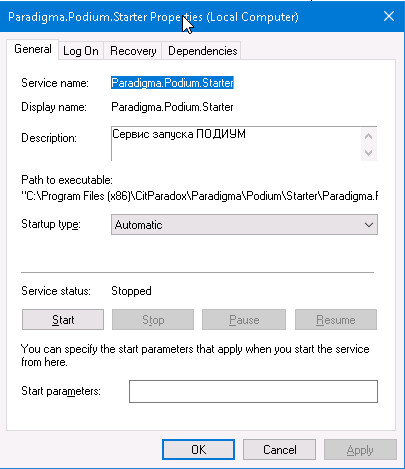 Paradigma.Podium.Starter Properties (Local Computer)
General Log On Recovery Dependencies
Service name: Paradigma.Podium.Starter
Display name: Paradigma.Podium.Starter
Description: Сервис запуска ПОДИУМ
Path to executable:
"C:\Program Files (x86)\CitParadox\Paradigma\Podium\Starter\Paradigma.F
Startup type: Automatic
Service status: Stopped
Start Stop Pause Resume
You can specify the start parameters that apply when you start the service
from here.
Start parameters:
OK Cancel Apply